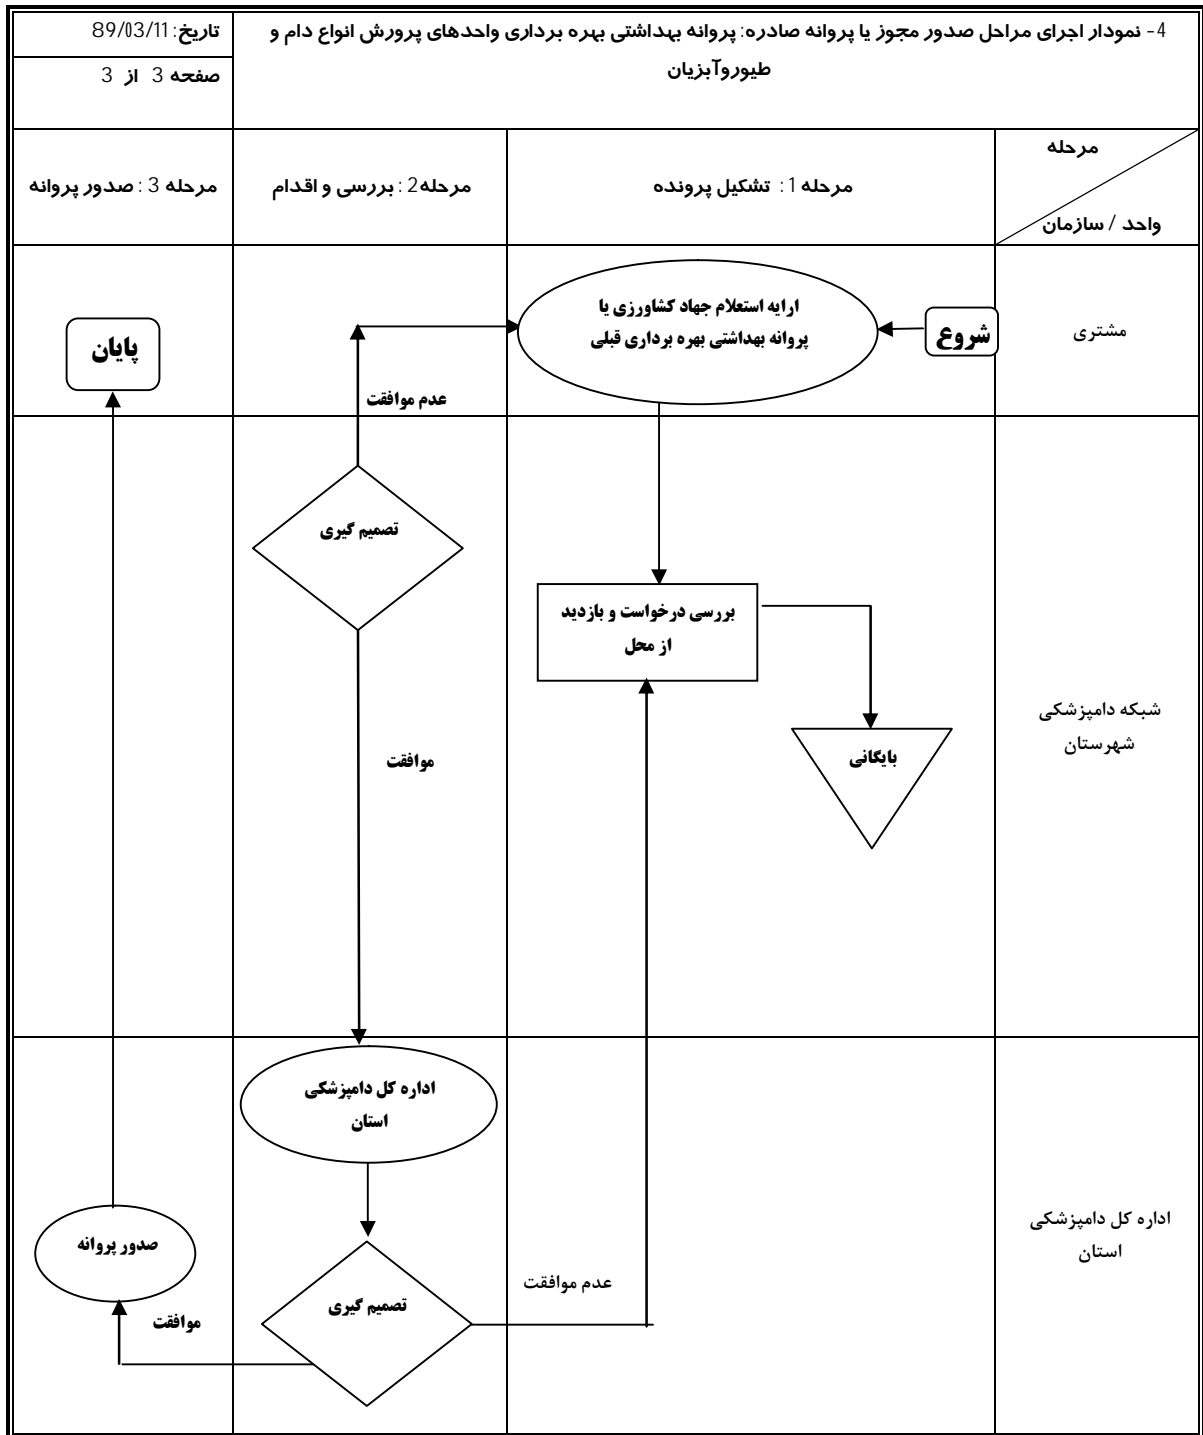 4- نمودار اجرای مراحل صدور مجوز یا پروانه صادره: پروانه بهداشتی بهره برداری واحدهای پرورش انواع دام و
طیوروآبزیان
تاریخ: 89/03/11
صفحه 3 از 3
مرحله
واحد / سازمان
مرحله 1: تشکیل پرونده
مرحله2: بررسی و اقدام
مرحله 3: صدور پروانه
مشتری
شروع
ارایه استعلام جهاد کشاورزی یا
پروانه بهداشتی بهره برداری قبلی
عدم موافقت
پایان
شبکه دامپزشکی
شهرستان
بررسی درخواست و بازدید
از محل
بایگانی
تصمیم گیری
موافقت
اداره کل دامپزشکی
استان
عدم موافقت
اداره کل دامپزشکی
استان
تصمیم گیری
موافقت
صدور پروانه